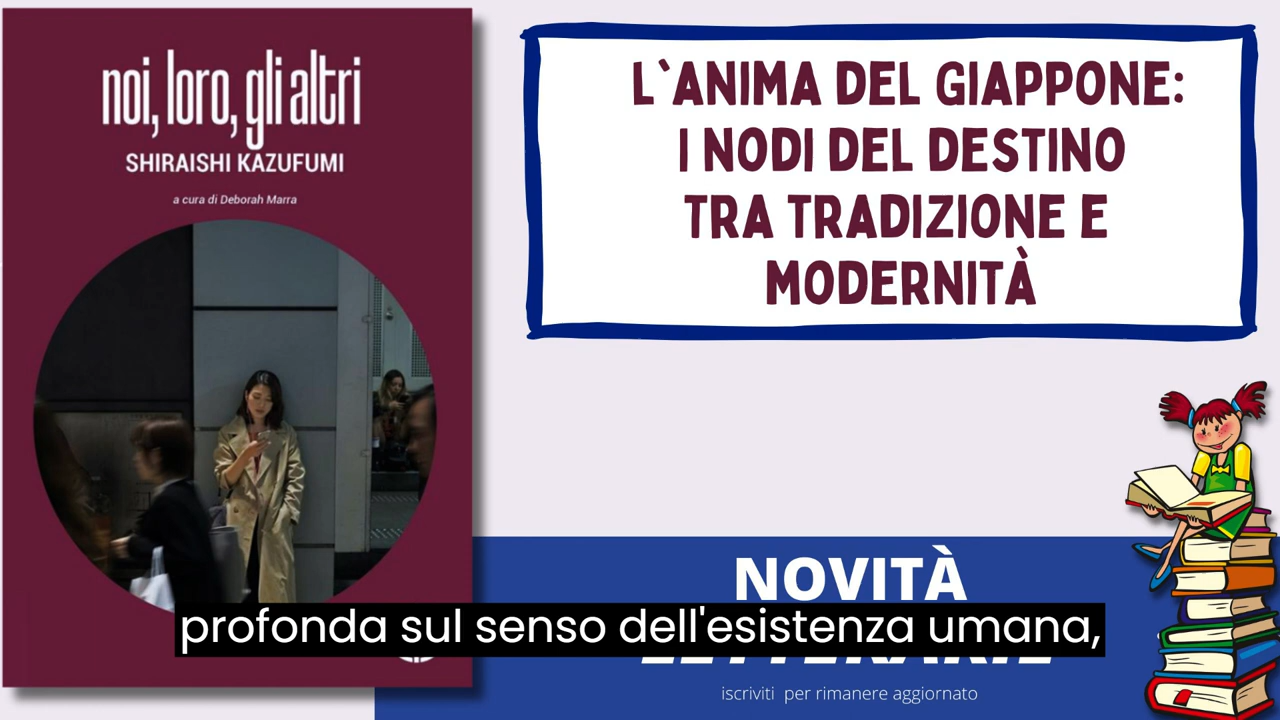 noi, loro, gli altri
SHIRAISHI KAZUFUMI
a cura di Deborah Marra
L`ANIMA DEL GIAPPONE:
I NODI DEL DESTINO
TRA TRADIZIONE E
MODERNITÀ
NOVITÀ
profonda sul senso dell'esistenza umana,
iscriviti per rimanere aggiornato